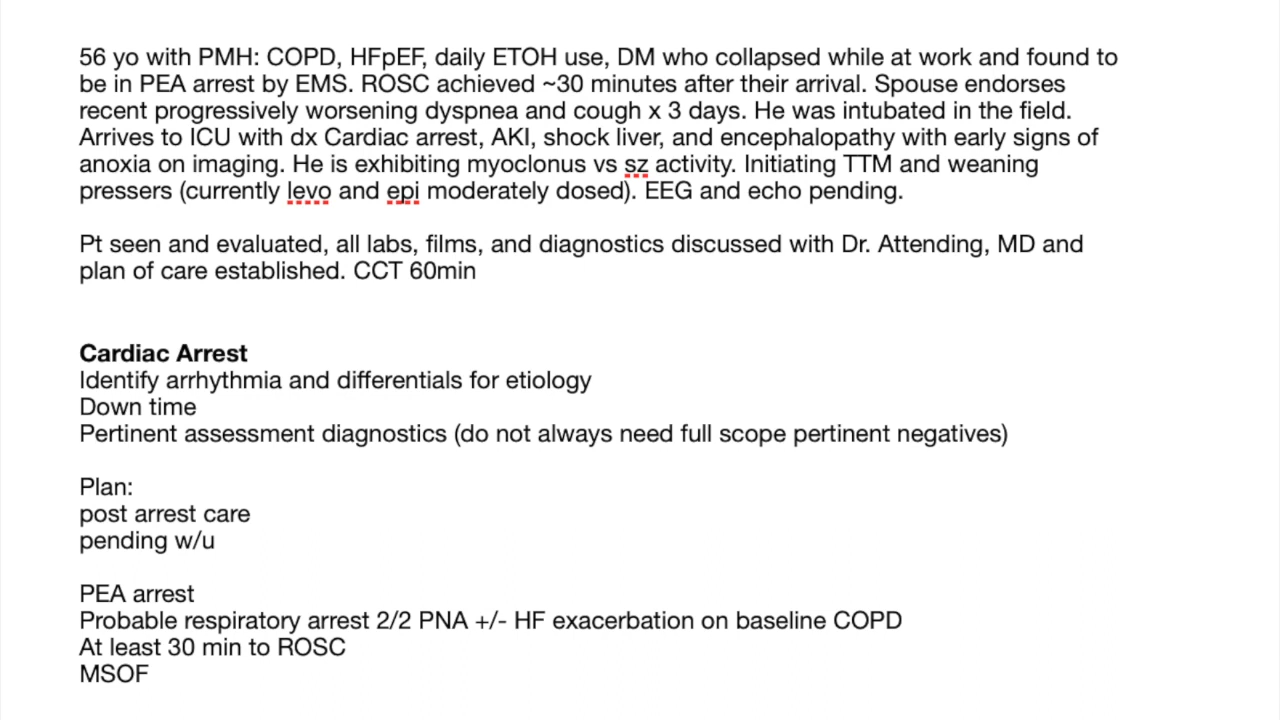 56 yo with PMH: COPD, HFpEF, daily ETOH use, DM who collapsed while at work and found to
be in PEA arrest by EMS. ROSC achieved ~30 minutes after their arrival. Spouse endorses
recent progressively worsening dyspnea and cough x 3 days. He was intubated in the field.
Arrives to ICU with dx Cardiac arrest, AKI, shock liver, and encephalopathy with early signs of
anoxia on imaging. He is exhibiting myoclonus vs sz activity. Initiating TTM and weaning
pressers (currently levo and epi moderately dosed). EEG and echo pending.

Pt seen and evaluated, all labs, films, and diagnostics discussed with Dr. Attending, MD and
plan of care established. CCT 60min

Cardiac Arrest
Identify arrhythmia and differentials for etiology
Down time
Pertinent assessment diagnostics (do not always need full scope pertinent negatives)

Plan:
post arrest care
pending w/u

PEA arrest
Probable respiratory arrest 2/2 PNA +/- HF exacerbation on baseline COPD
At least 30 min to ROSC
MSOF